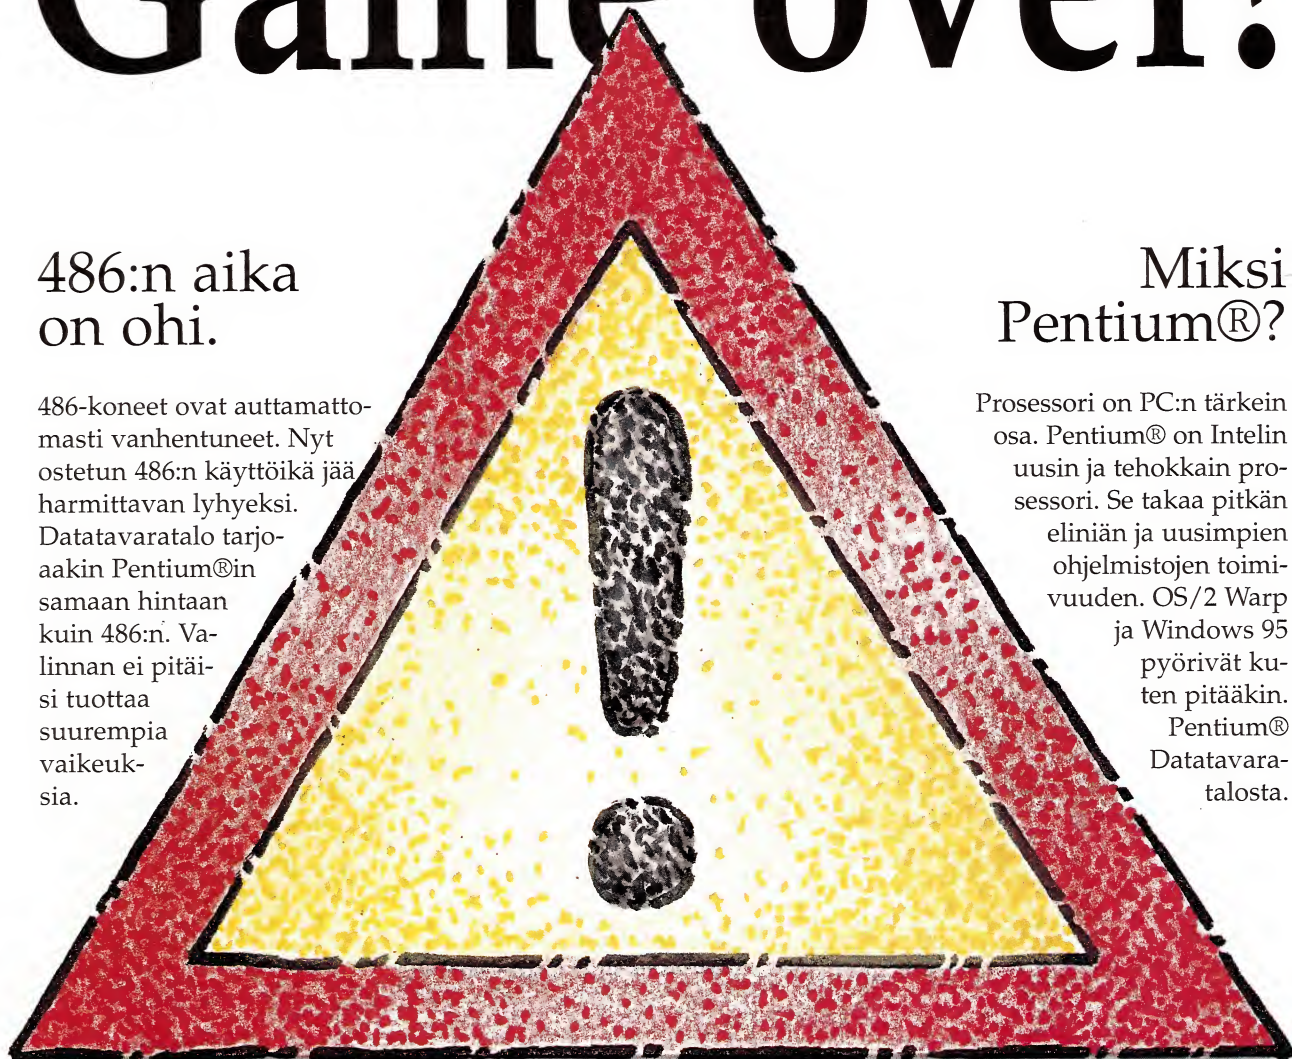 Game over?
486:n aika
on ohi.
486-koneet ovat auttamatto-
masti vanhentuneet. Nyt
ostetun 486:n käyttöikä jää
harmittavan lyhyeksi.
Datatavaratalo tarjo-
aakin Pentium®in
samaan hintaan
kuin 486:n. Va-
linnan ei pitäi-
si tuottaa
suurempia
vaikeuk-
sia.
Miksi
Pentium®?
Prosessori on PC:n tärkein
osa. Pentium® on Intelin
uusin ja tehokkain pro-
sessori. Se takaa pitkän
eliniän ja uusimpien
ohjelmistojen toimi-
vuuden. OS/2 Warp
ja Windows 95
pyörivät ku-
ten pitääkin.
Pentium®
Datatavara-
talosta.